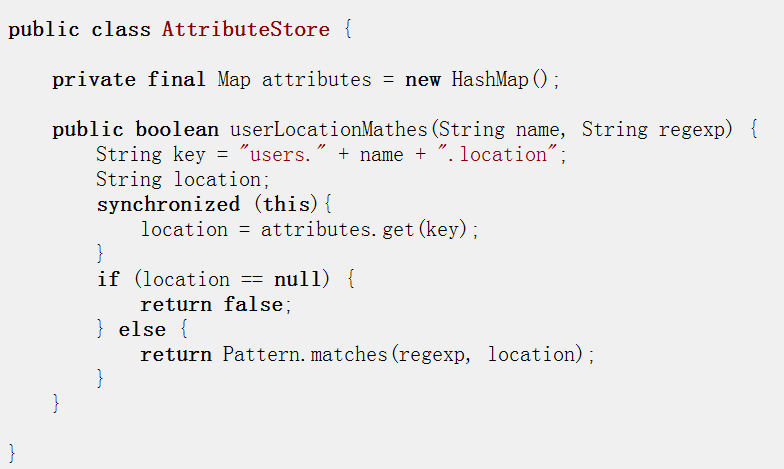 public class AttributeStore {
private final Map attributes = new HashMap();
public boolean userLocationMathes(String name, String regexp) {
String key = "users." + name + ".location";
String location;
synchronized (this){
location = attributes.get(key);
}
if (location == null) {
return false;
} else {
return Pattern.matches(regexp, location);
}
}
}